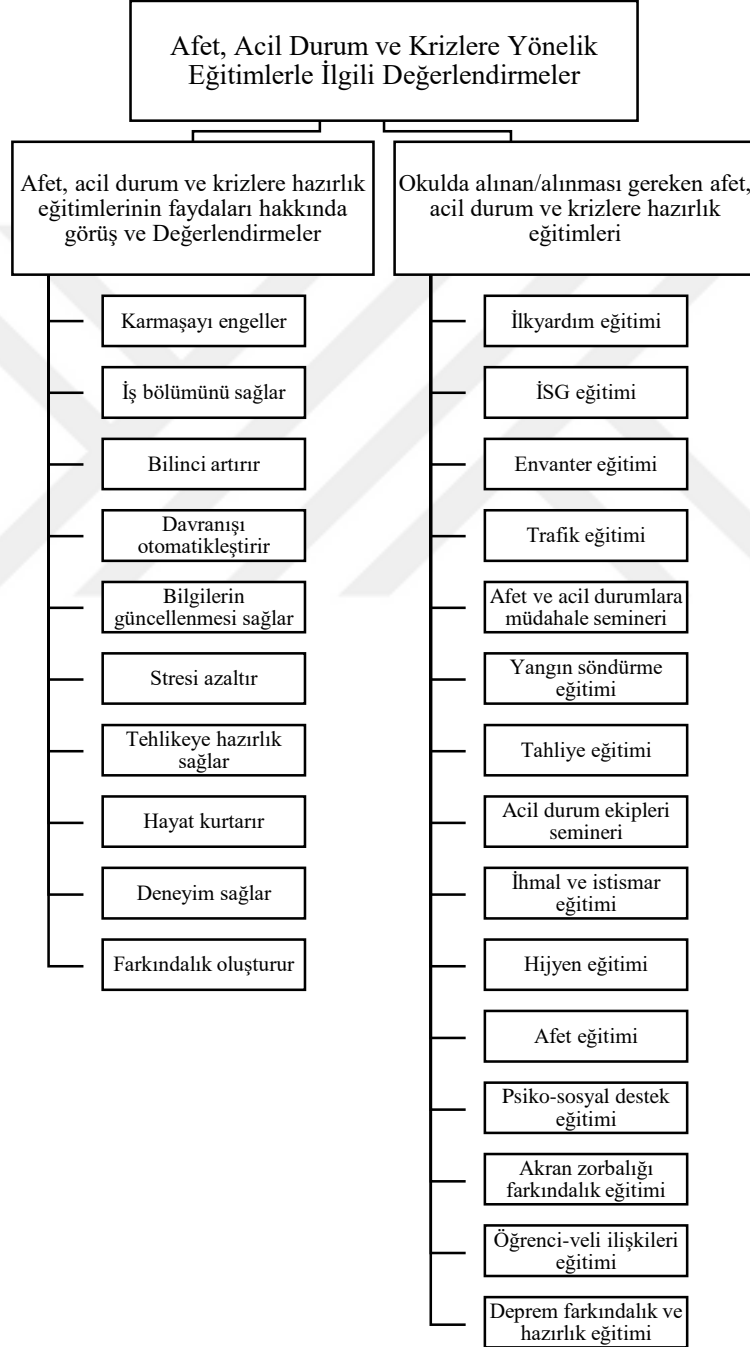 Afet, Acil Durum ve Krizlere Yönelik
Eğitimlerle İlgili Değerlendirmeler
Afet, acil durum ve krizlere hazırlık
eğitimlerinin faydaları hakkında
görüş ve Değerlendirmeler
Karmaşayı engeller
İş bölümünü sağlar
Bilinci artırır
Davranışı
otomatikleştirir
Bilgilerin
güncellenmesi sağlar
Stresi azaltır
Tehlikeye hazırlık
sağlar
Hayat kurtarır
Deneyim sağlar
Farkındalık oluşturur
Okulda alınan/alınması gereken afet,
acil durum ve krizlere hazırlık
eğitimleri
İlkyardım eğitimi
İSG eğitimi
Envanter eğitimi
Trafik eğitimi
Afet ve acil durumlara
müdahale semineri
Yangın söndürme
eğitimi
Tahliye eğitimi
Acil durum ekipleri
semineri
İhmal ve istismar
eğitimi
Hijyen eğitimi
Afet eğitimi
Psiko-sosyal destek
eğitimi
Akran zorbalığı
farkındalık eğitimi
Öğrenci-veli ilişkileri
eğitimi
Deprem farkındalık ve
hazırlık eğitimi